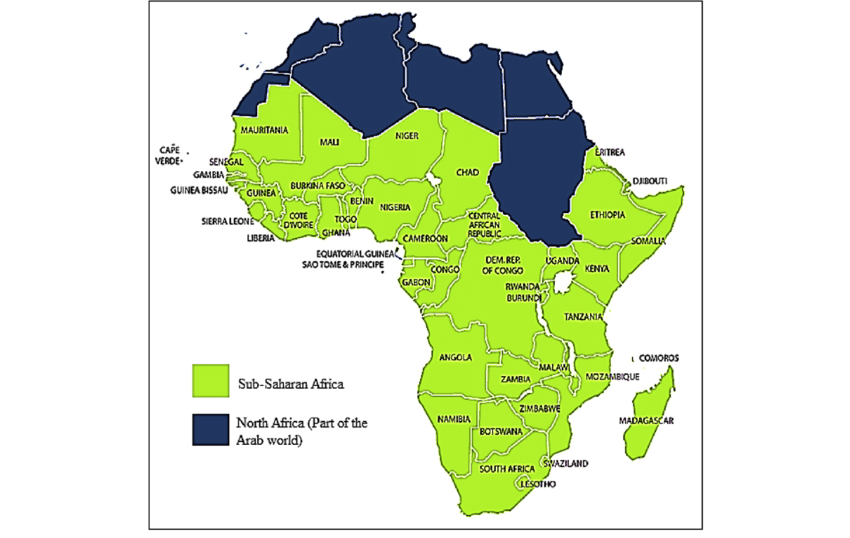 MAURITANIA
MALI
NIGER
CHAD
ERITREA
CAPE
VERDE
SENEGAL
GAMBIA
GUINEA BISSAU
GUINEA
BURKINA FASO
BENIN
NIGERIA
DJIBOUTI
SIERRA LEONE
COTE
D'IVOIRE
TOGO
GHANA
LIBERIA
CENTRAL
AFRICAN
REPUBLIC
ETHIOPIA
SOMALIA
CAMEROON
EQUATORIAL GUINEA
SAO TOME & PRINCIPE
CONGO
GABON
DEM. REP.
OF CONGO
UGANDA
KENYA
RWANDA
BURUNDI
TANZANIA
COMOROS
ANGOLA
MALAWI
ZAMBIA
MOZAMBIQUE
ZIMBABWE
NAMIBIA
BOTSWANA
MADAGASCAR
SOUTH AFRICA
SWAZILAND
LESOTHO
Sub-Saharan Africa
North Africa (Part of the
Arab world)